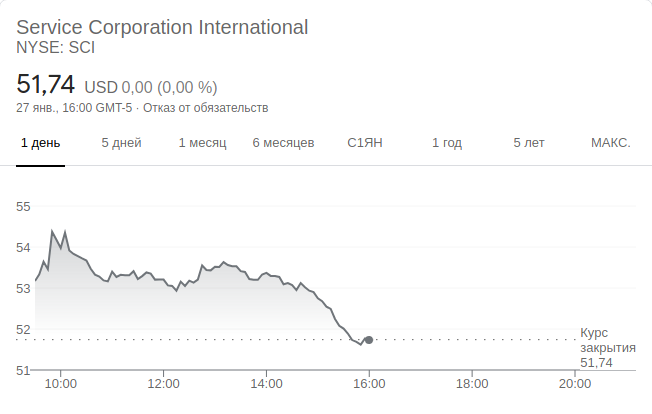 Service Corporation International
NYSE: SCI
51,74 USD 0,00 (0,00 %)
27 янв., 16:00 GMT-5 · Отказ от обязательств
1 день 5 дней 1 месяц 6 месяцев С1ЯН 1 год 5 лет МАКС.
55
54
53
52
51
Курс
закрытия
51,74
10:00 12:00 14:00 16:00 18:00 20:00